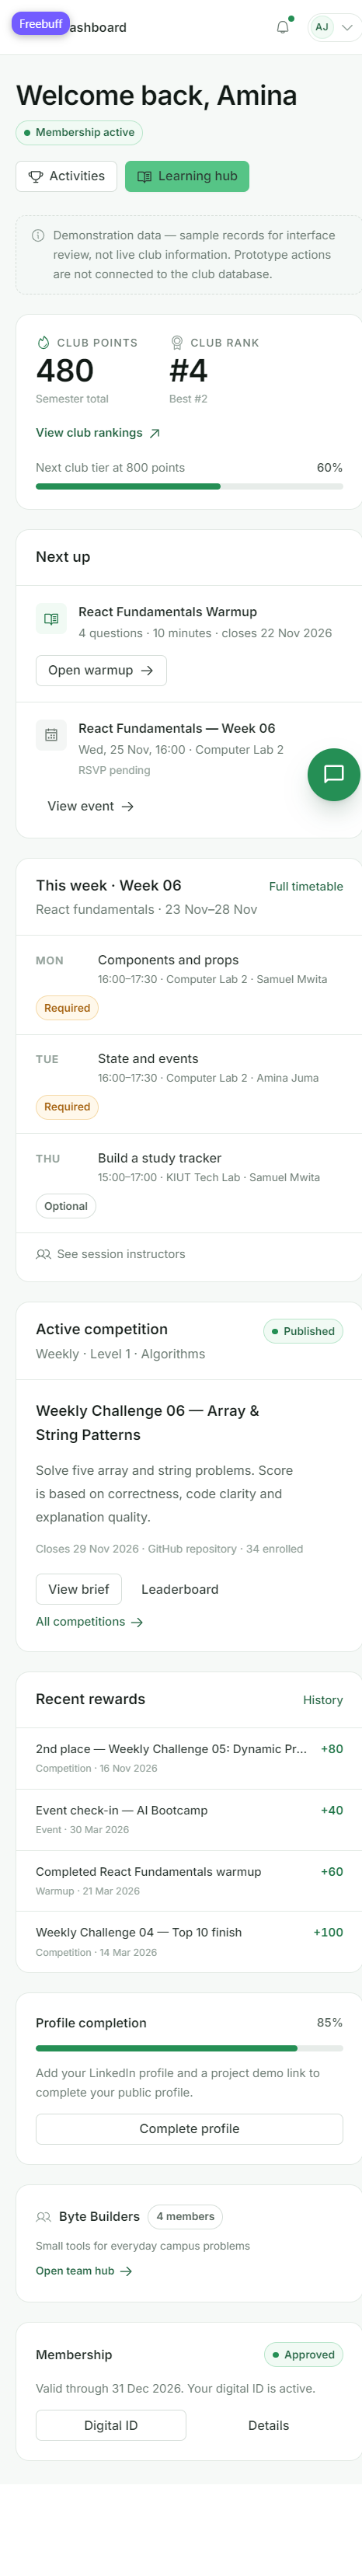 Freebuff
ashboard
AJ
Welcome back, Amina
Membership active
Activities
Learning hub
Demonstration data — sample records for interface
review, not live club information. Prototype actions
are not connected to the club database.
CLUB POINTS
480
Semester total
CLUB RANK
#4
Best #2
View club rankings
Next club tier at 800 points
60%
Next up
React Fundamentals Warmup
4 questions · 10 minutes · closes 22 Nov 2026
Open warmup
React Fundamentals — Week 06
Wed, 25 Nov, 16:00 · Computer Lab 2
RSVP pending
View event
This week · Week 06
Full timetable
React fundamentals · 23 Nov–28 Nov
MON
Components and props
16:00–17:30 · Computer Lab 2 · Samuel Mwita
Required
TUE
State and events
16:00–17:30 · Computer Lab 2 · Amina Juma
Required
THU
Build a study tracker
15:00–17:00 · KIUT Tech Lab · Samuel Mwita
Optional
See session instructors
Active competition
Published
Weekly · Level 1 · Algorithms
Weekly Challenge 06 — Array &
String Patterns
Solve five array and string problems. Score
is based on correctness, code clarity and
explanation quality.
Closes 29 Nov 2026 · GitHub repository · 34 enrolled
View brief
Leaderboard
All competitions
Recent rewards
History
2nd place — Weekly Challenge 05: Dynamic Pr...
+80
Competition · 16 Nov 2026
Event check-in — AI Bootcamp
+40
Event · 30 Mar 2026
Completed React Fundamentals warmup
+60
Warmup · 21 Mar 2026
Weekly Challenge 04 — Top 10 finish
+100
Competition · 14 Mar 2026
Profile completion
85%
Add your LinkedIn profile and a project demo link to
complete your public profile.
Complete profile
Byte Builders
4 members
Small tools for everyday campus problems
Open team hub
Membership
Approved
Valid through 31 Dec 2026. Your digital ID is active.
Digital ID
Details